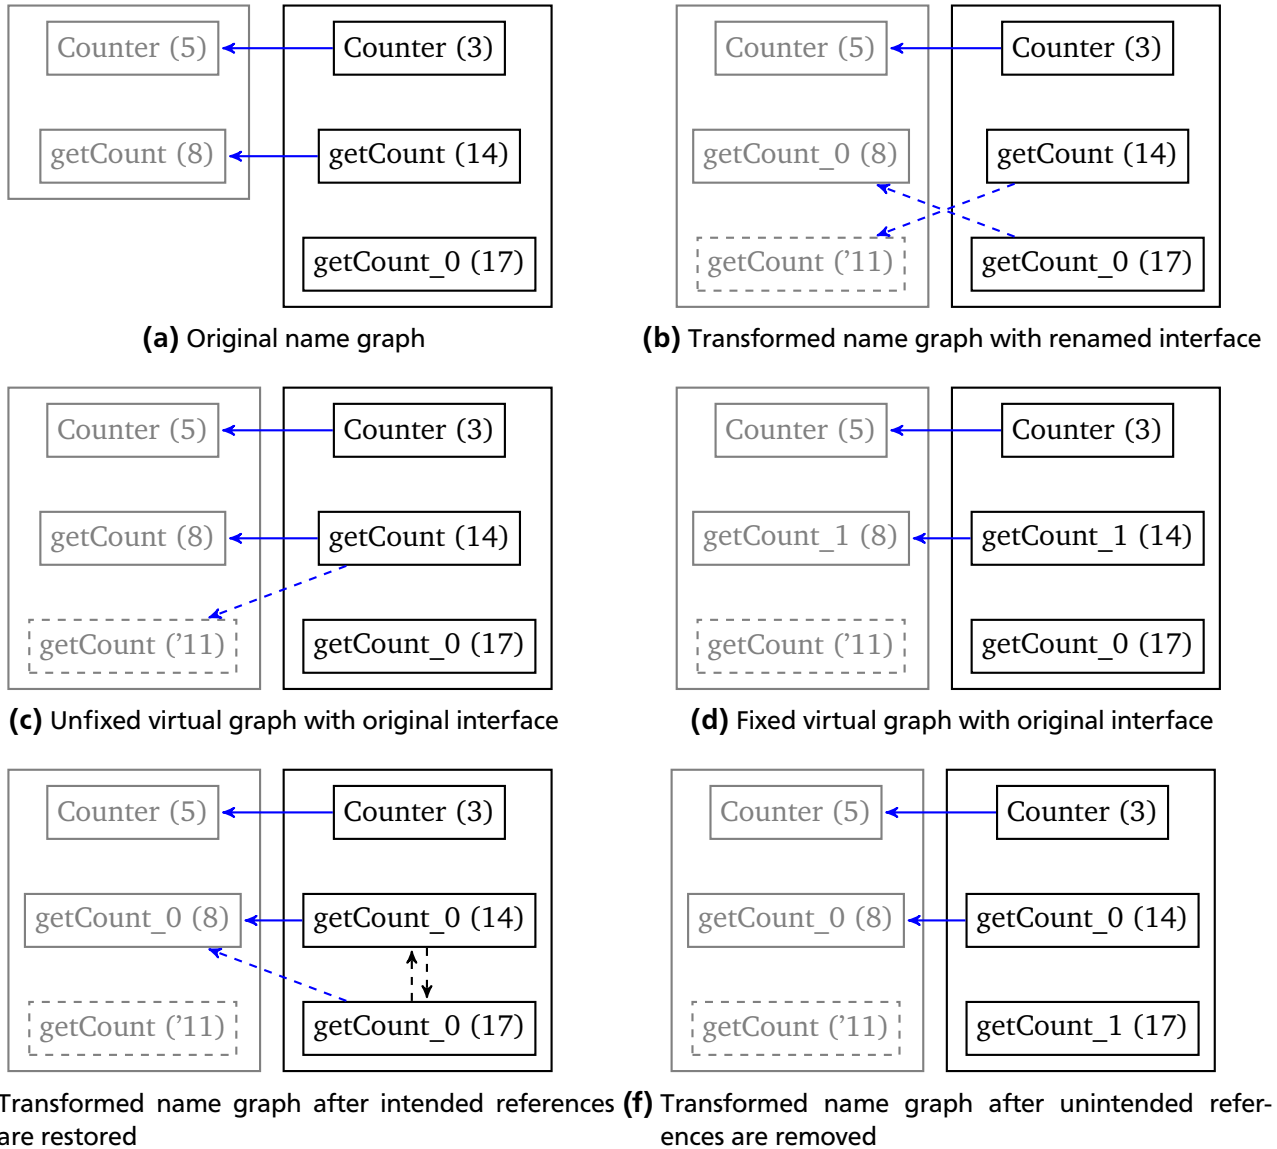 Counter (5)
Counter (3)
getCount (8)
getCount (14)
getCount_0 (17)
(a) Original name graph
Counter (5)
Counter (3)
getCount_0 (8)
getCount (14)
getCount ('11)
getCount_0 (17)
(b) Transformed name graph with renamed interface
Counter (5)
Counter (3)
getCount (8)
getCount (14)
getCount ('11)
getCount_0 (17)
(c) Unfixed virtual graph with original interface
Counter (5)
Counter (3)
getCount_1 (8)
getCount_1 (14)
getCount ('11)
getCount_0 (17)
(d) Fixed virtual graph with original interface
Counter (5)
Counter (3)
getCount_0 (8)
getCount_0 (14)
getCount ('11)
getCount_0 (17)
Transformed name graph after intended references
are restored
Counter (5)
Counter (3)
getCount_0 (8)
getCount_0 (14)
getCount ('11)
getCount_1 (17)
(f) Transformed name graph after unintended refer-
ences are removed